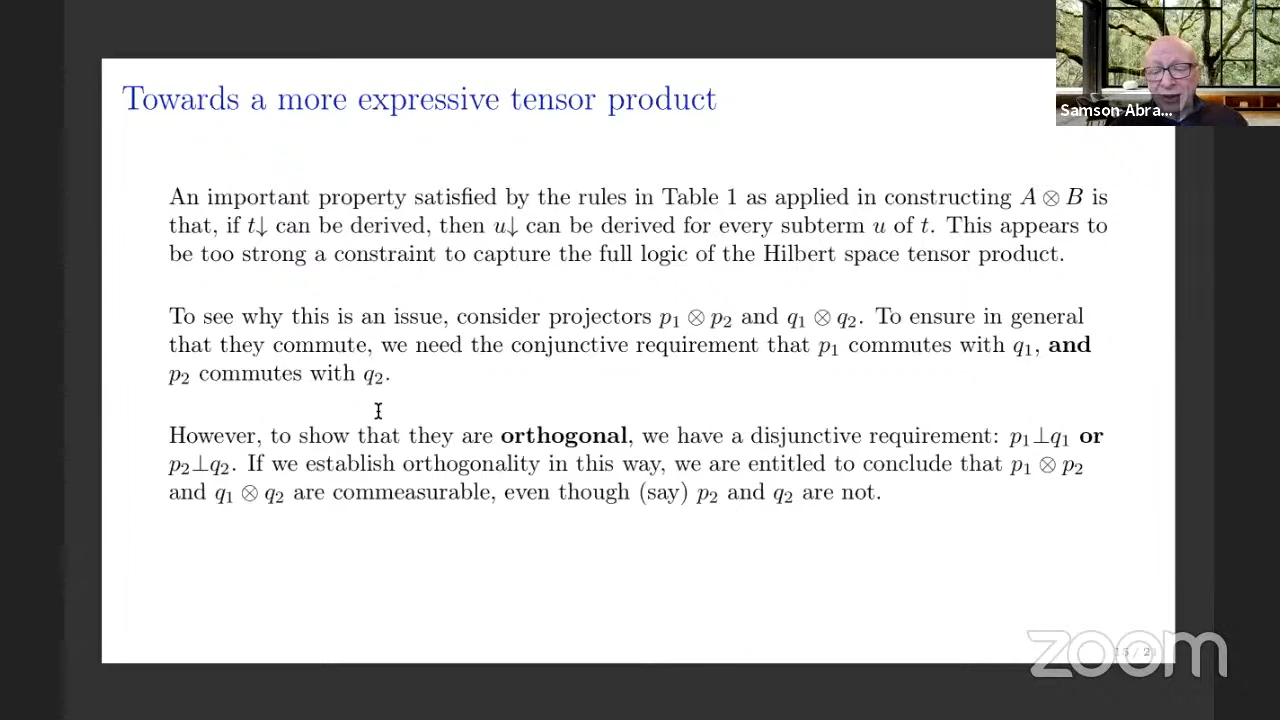 Towards a more expressive tensor product
Samson Abra...
An important property satisfied by the rules in Table 1 as applied in constructing A ⊗ B is
that, if t↓ can be derived, then u↓ can be derived for every subterm u of t. This appears to
be too strong a constraint to capture the full logic of the Hilbert space tensor product.
To see why this is an issue, consider projectors p₁ ⊗ p₂ and q₁ ⊗ q₂. To ensure in general
that they commute, we need the conjunctive requirement that p₁ commutes with q₁, and
p₂ commutes with q₂.
However, to show that they are orthogonal, we have a disjunctive requirement: p₁⊥q₁ or
p₂⊥q₂. If we establish orthogonality in this way, we are entitled to conclude that p₁ ⊗ p₂
and q₁ ⊗ q₂ are commeasurable, even though (say) p₂ and q₂ are not.
zoom